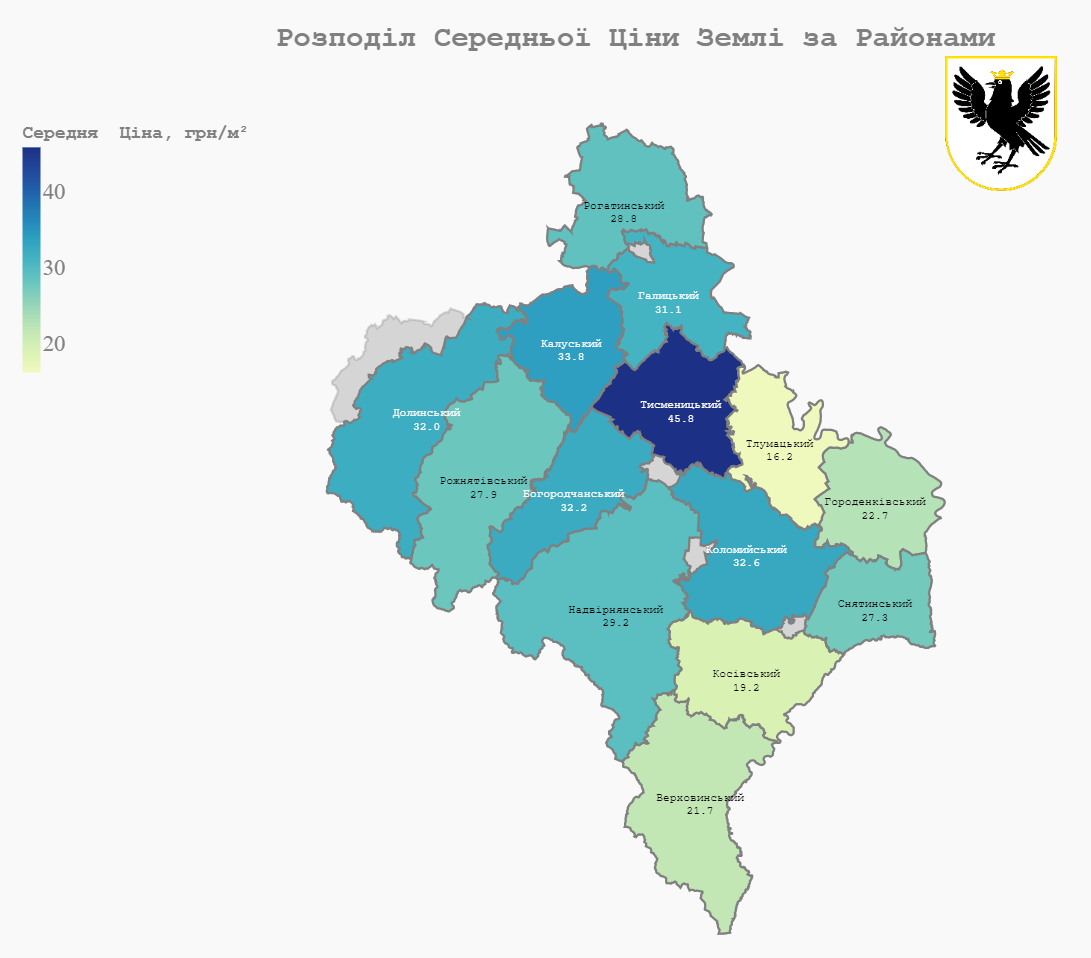 Розподіл Середньої Ціни Землі за Районами
Середня Ціна, грн/м²
40
30
20
Рогатинський
28.8
Галицький
31.1
Калуський
33.8
Тисменицький
45.8
Долинський
32.0
Тлумацький
16.2
Рожнятівський
27.9
Богородчанський
32.2
Городенківський
22.7
Коломийський
32.6
Надвірнянський
29.2
Снятинський
27.3
Косівський
19.2
Верховинський
21.7